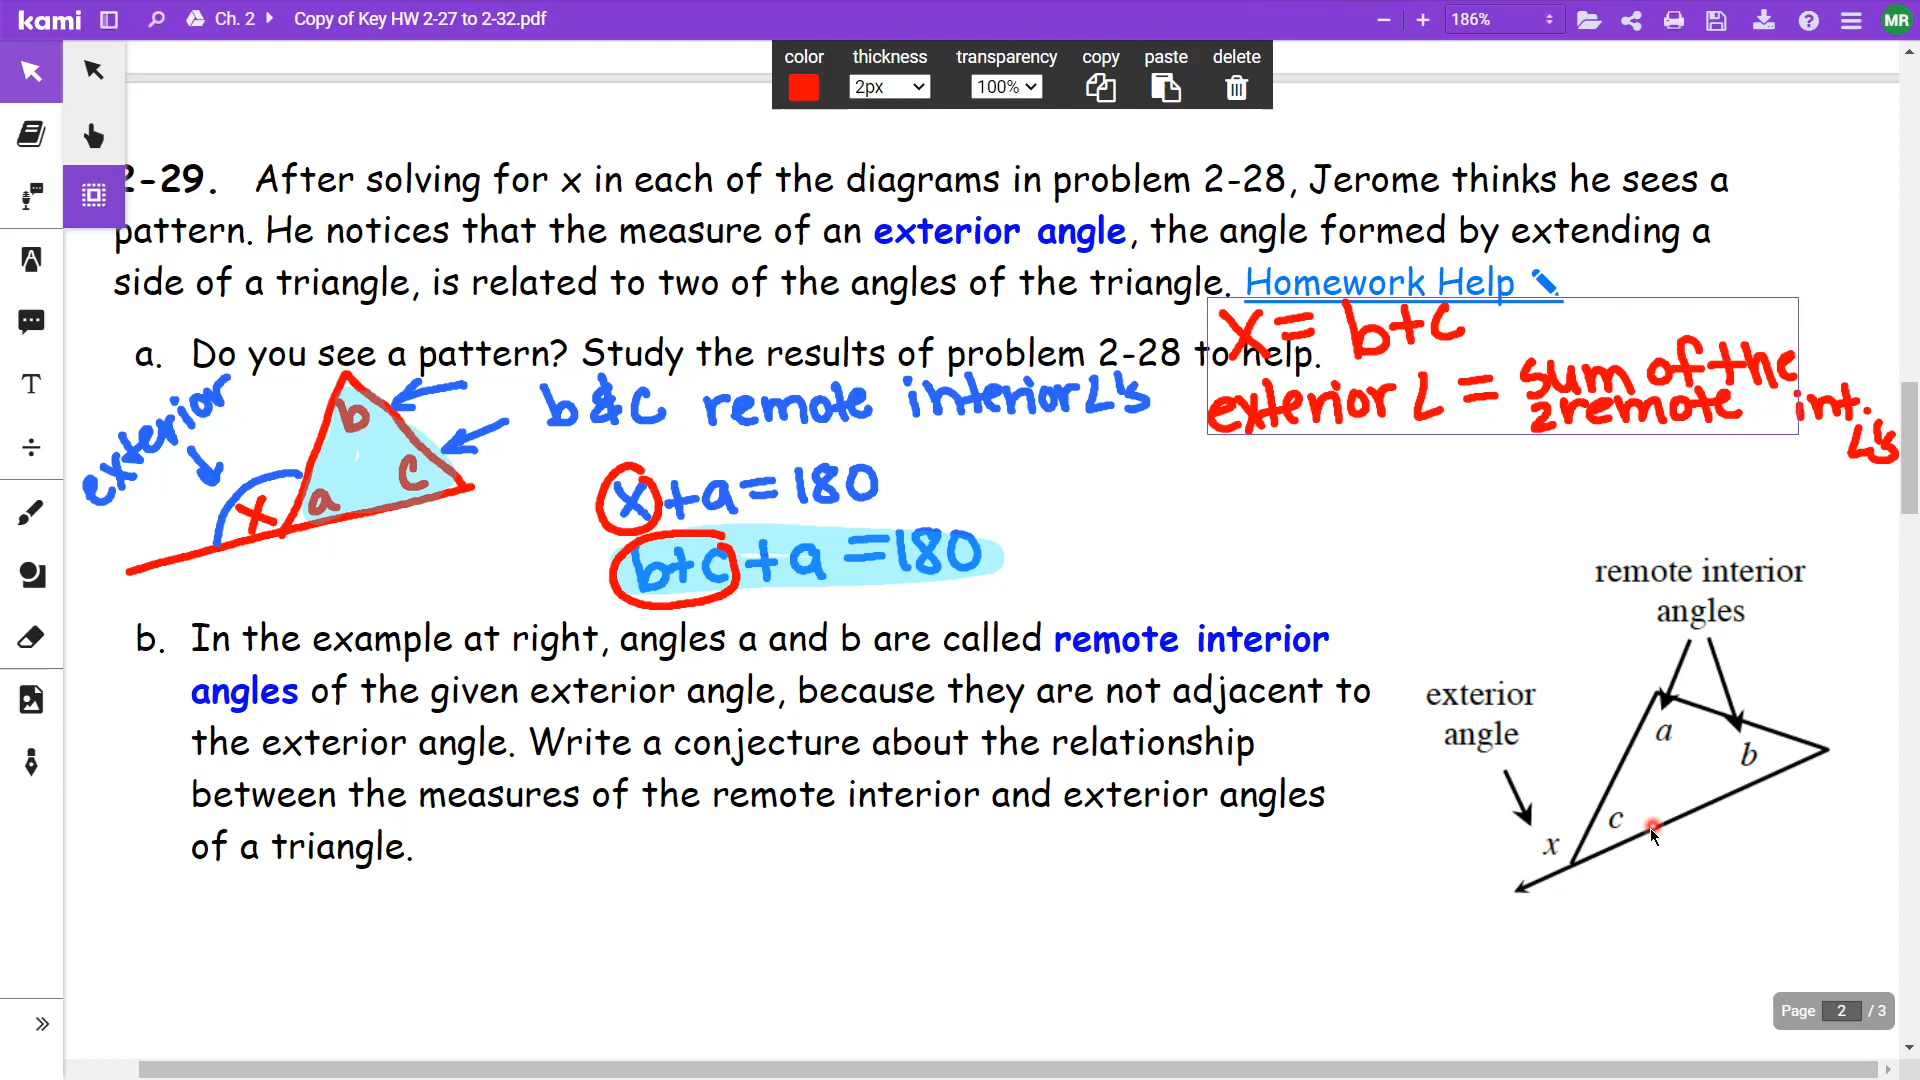 kami
Ch. 2
Copy of Key HW 2-27 to 2-32.pdf
186%
MR
color thickness transparency copy paste delete
2px 100%
2-29. After solving for x in each of the diagrams in problem 2-28, Jerome thinks he sees a
pattern. He notices that the measure of an exterior angle, the angle formed by extending a
side of a triangle, is related to two of the angles of the triangle. Homework Help
x = b+c
a. Do you see a pattern? Study the results of problem 2-28 to help.
exterior ∠ = sum of the
2 remote int.
∠'s
exterior
b & c remote interior ∠'s
b
c
x
a
x+a=180
b+c+a=180
b. In the example at right, angles a and b are called remote interior
angles of the given exterior angle, because they are not adjacent to
the exterior angle. Write a conjecture about the relationship
between the measures of the remote interior and exterior angles
of a triangle.
remote interior
angles
exterior
angle
a
b
c
x
Page 2 / 3